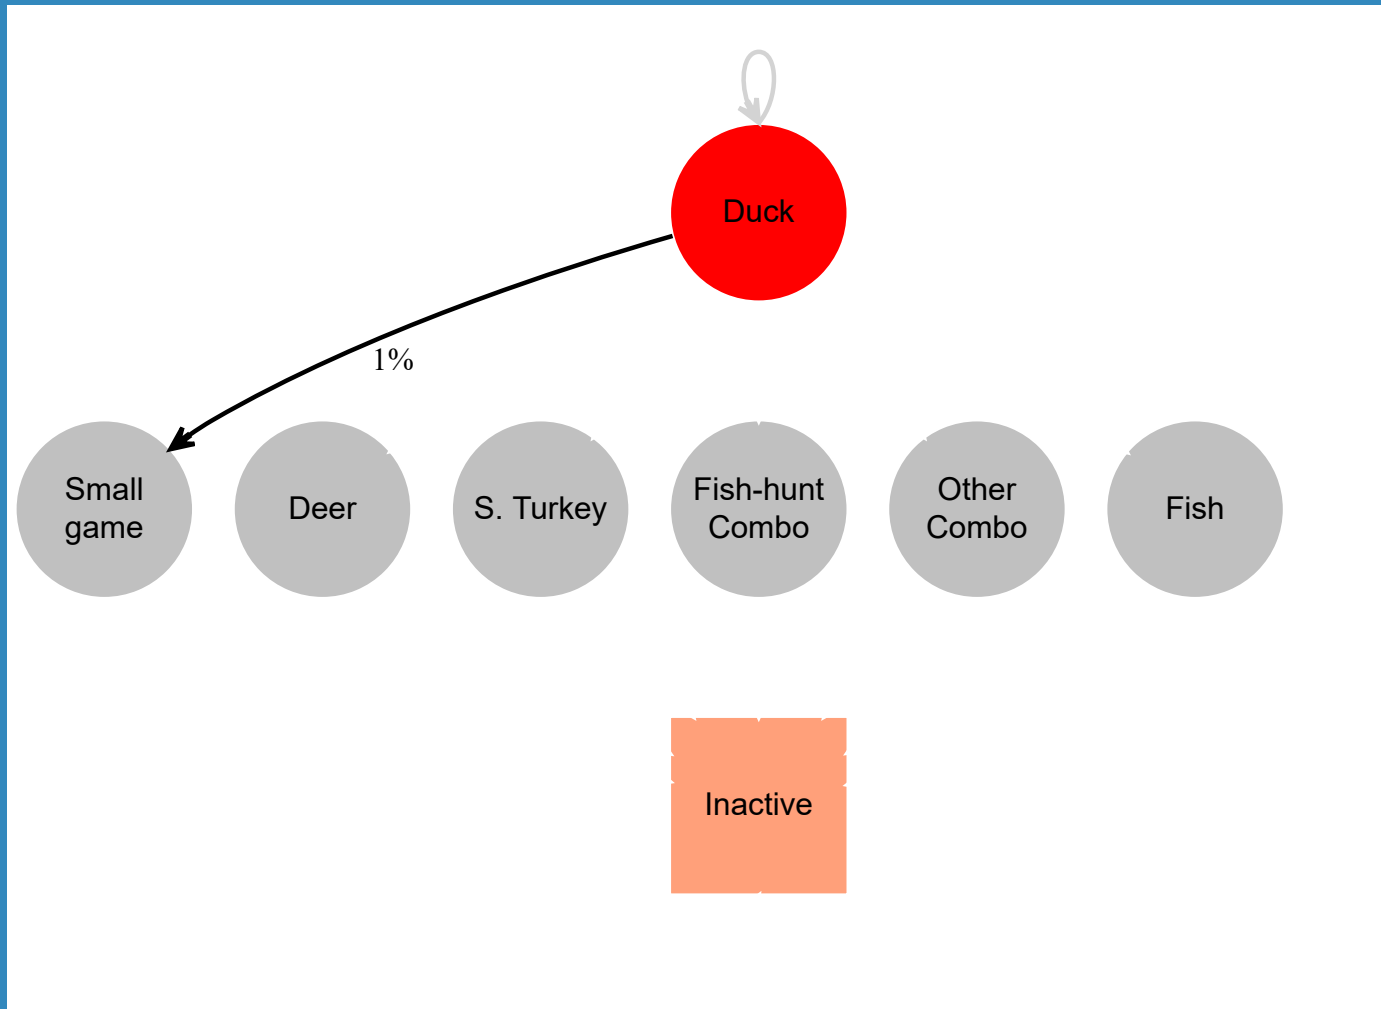 Duck
1%
Small
game
Deer
S. Turkey
Fish-hunt
Combo
Other
Combo
Fish
Inactive